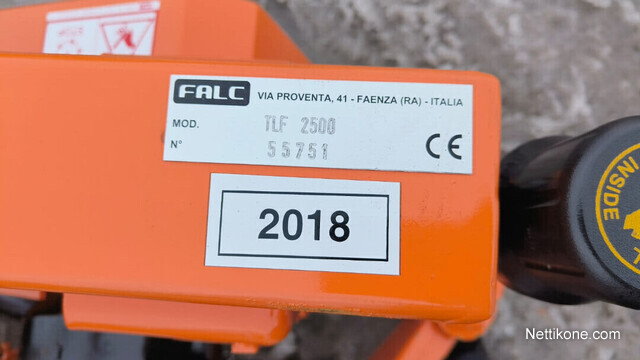 FALC VIA PROVENTA, 41 - FAENZA (RA) - ITALIA
MOD. TLF 2500
N° 55751
CE
2018
INSIDE
Nettikone.com